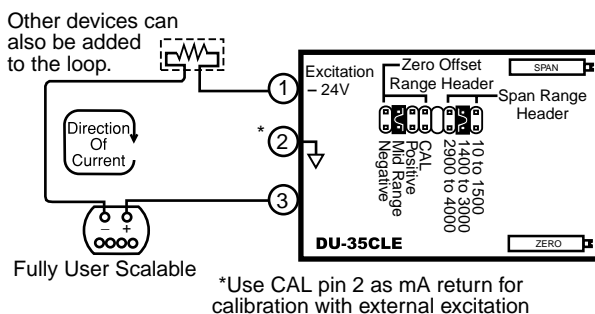 Other devices can
also be added
to the loop.
Direction
Of
Current
– +
Fully User Scalable
1
*
2
3
Excitation
– 24V
Zero Offset
Range Header
Span Range
Header
SPAN
Negative
Mid Range
Positive
CAL
2900 to 4000
1400 to 3000
10 to 1500
DU-35CLE
ZERO
*Use CAL pin 2 as mA return for
calibration with external excitation